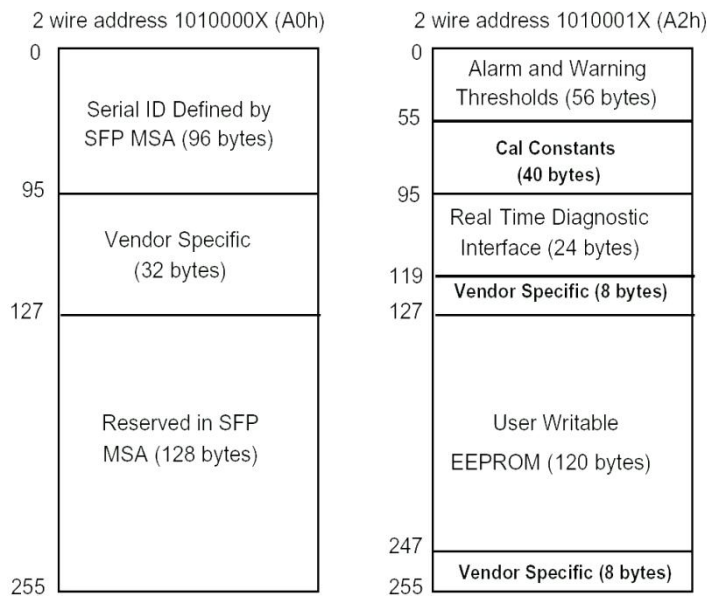 2 wire address 1010000X (A0h)
0
Serial ID Defined by
SFP MSA (96 bytes)
95
Vendor Specific
(32 bytes)
127
Reserved in SFP
MSA (128 bytes)
255
2 wire address 1010001X (A2h)
0
Alarm and Warning
Thresholds (56 bytes)
55
Cal Constants
(40 bytes)
95
Real Time Diagnostic
Interface (24 bytes)
119
Vendor Specific (8 bytes)
127
User Writable
EEPROM (120 bytes)
247
Vendor Specific (8 bytes)
255